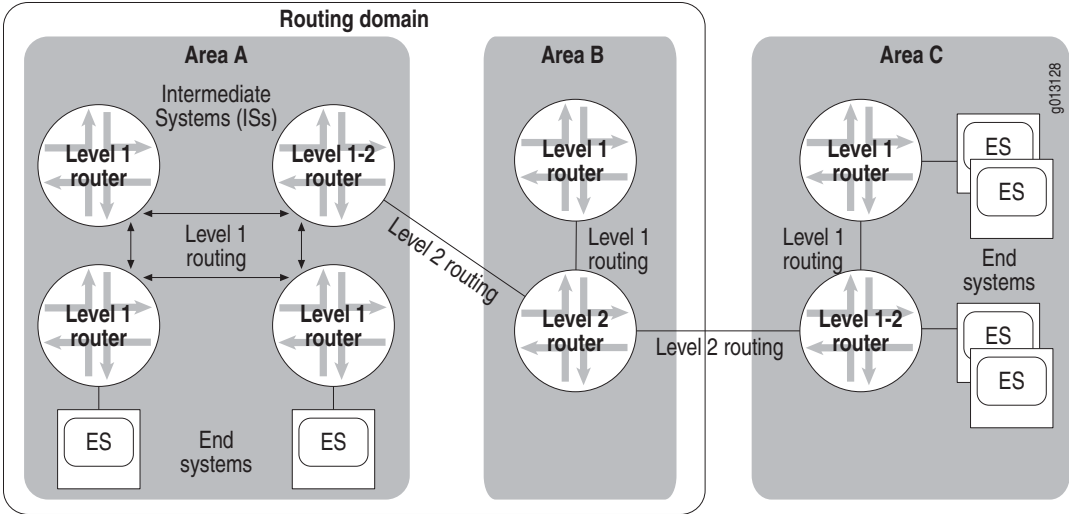 Routing domain
Area A
Area B
Area C
g013128
Intermediate
Systems (ISs)
Level 1
router
Level 1-2
router
Level 1
router
Level 1
router
ES
ES
Level 1
routing
Level 2 routing
Level 1
routing
Level 1
routing
End
systems
Level 1
router
Level 1
router
Level 2
router
Level 2 routing
Level 1-2
router
ES
ES
ES
End
systems
ES